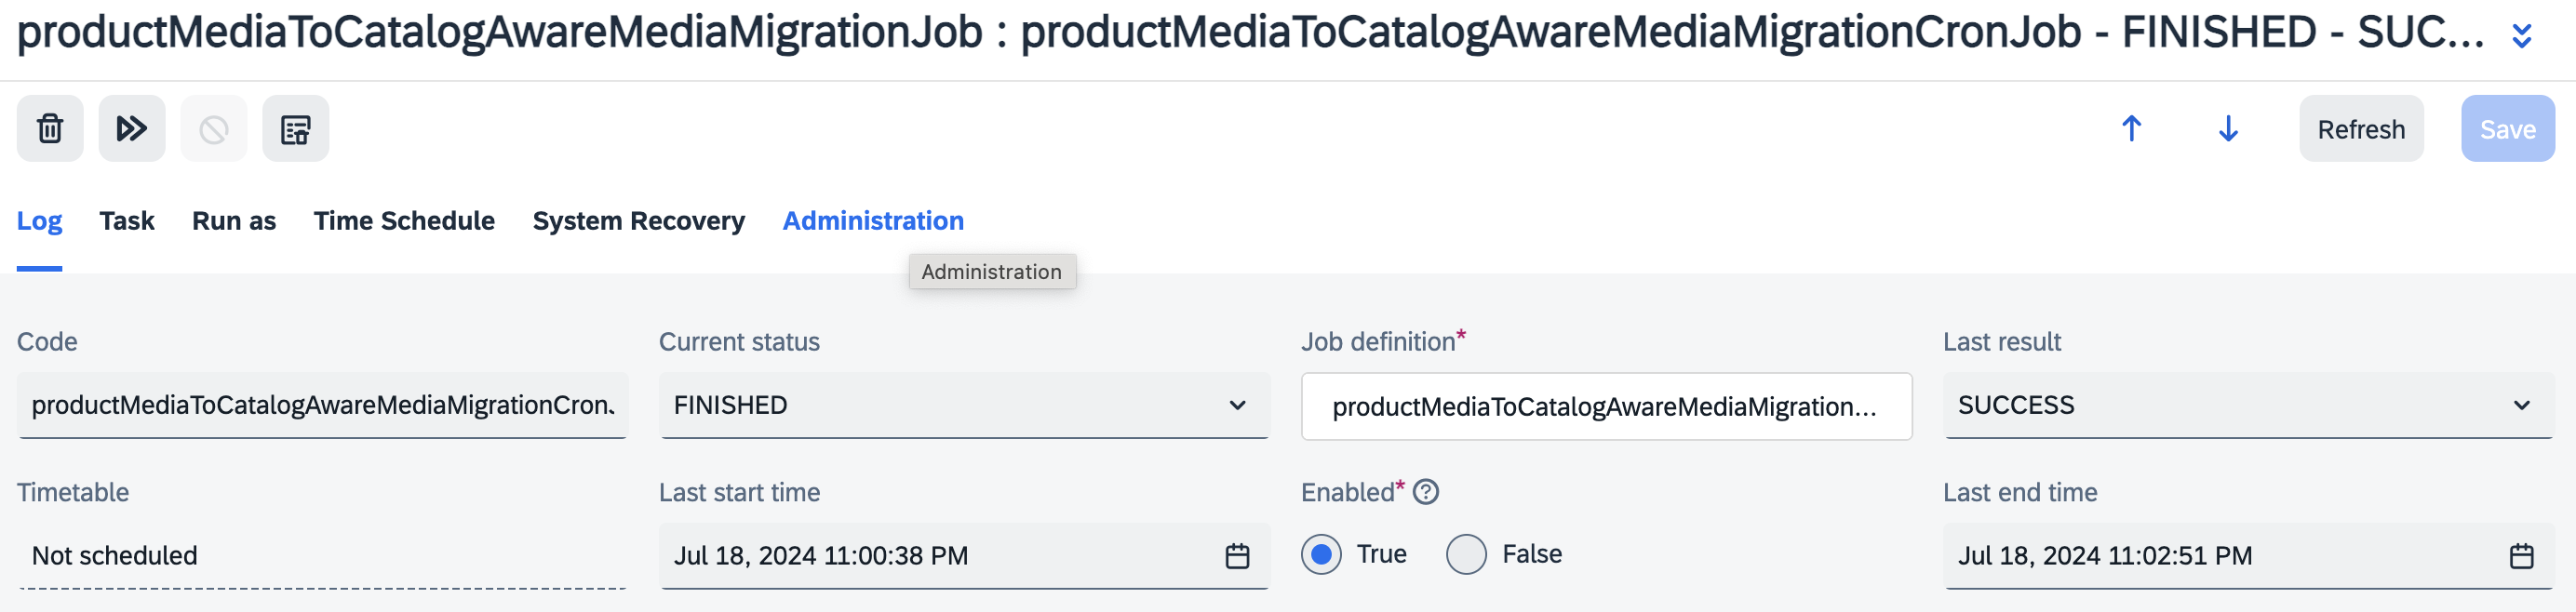 productMediaToCatalogAwareMediaMigrationJob : productMediaToCatalogAwareMediaMigrationCronJob - FINISHED - SUC...
Refresh
Save
Log Task Run as Time Schedule System Recovery Administration
Administration
Code Current status Job definition* Last result
productMediaToCatalogAwareMediaMigrationCron. FINISHED productMediaToCatalogAwareMediaMigration... SUCCESS
Timetable Last start time Enabled* ? Last end time
Not scheduled Jul 18, 2024 11:00:38 PM True False Jul 18, 2024 11:02:51 PM